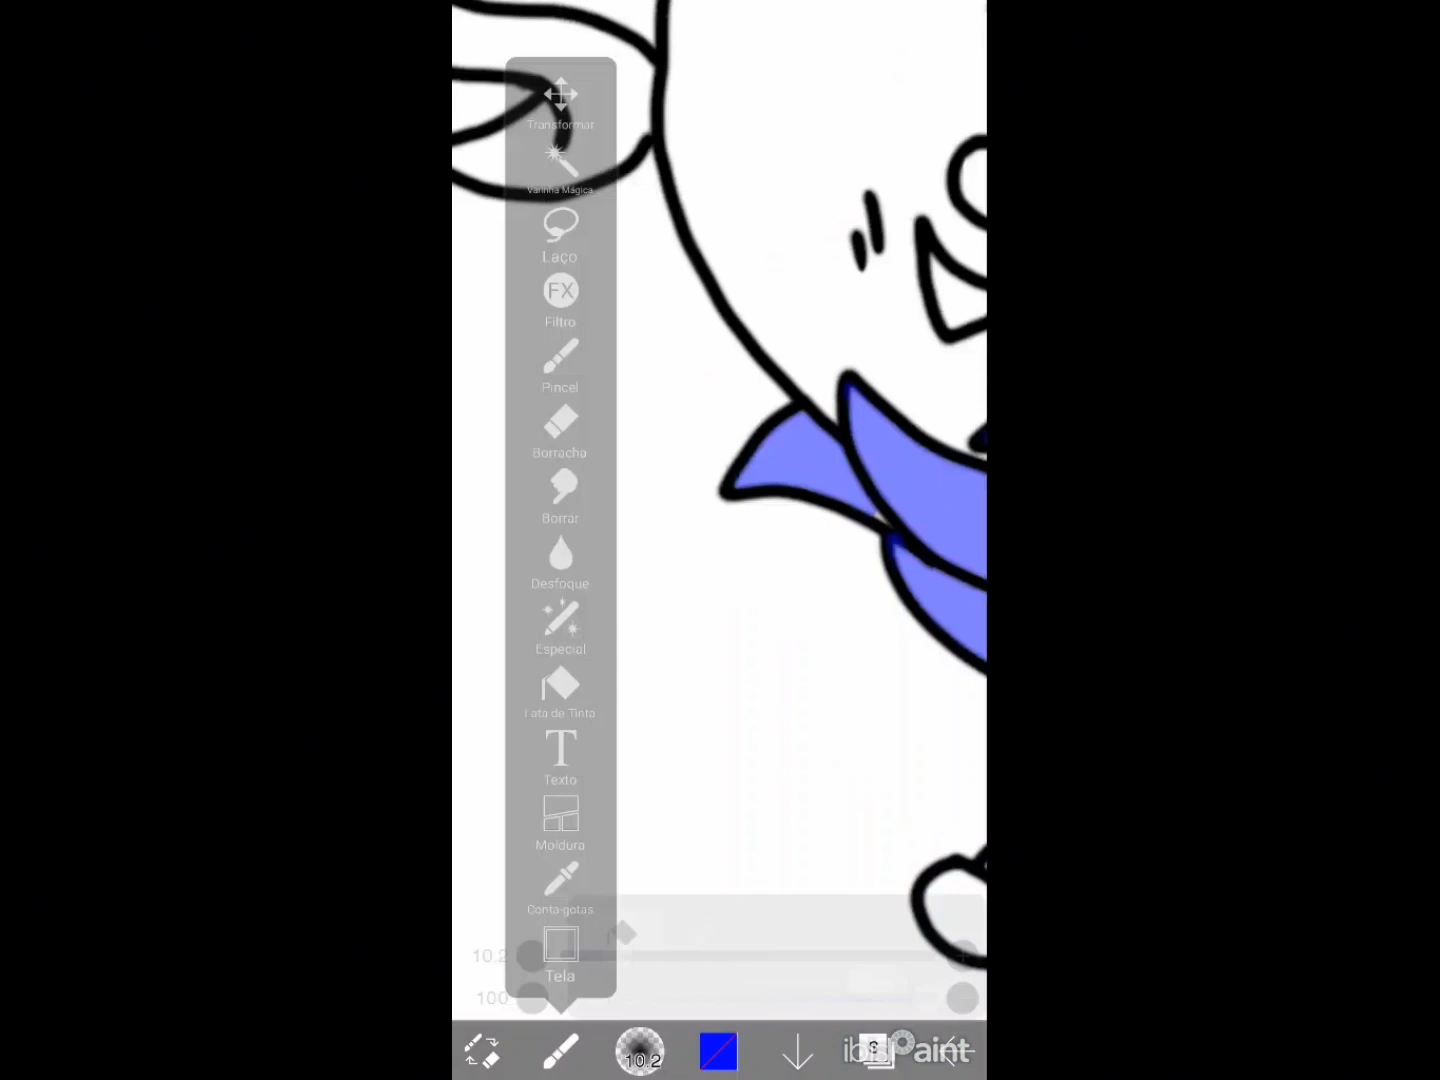 Transformar
Varinha Mágica
Laço
FX
Filtro
Pincel
Borracha
Borrar
Desfoque
Especial
Lata de Tinta
T
Texto
Moldura
Conta-gotas
10.2
Tela
100
10.2
8
ibisPaint